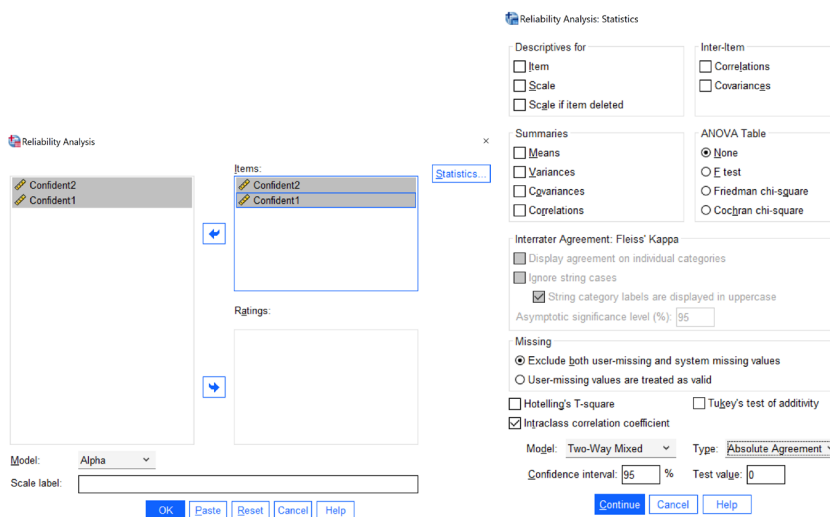 Reliability Analysis
Confident2
Confident1
Items:
Confident2
Confident1
Statistics...
Ratings:
Model: Alpha
Scale label:
OK Paste Reset Cancel Help
Reliability Analysis: Statistics
Descriptives for
Item
Scale
Scale if item deleted
Inter-Item
Correlations
Covariances
Summaries
Means
Variances
Covariances
Correlations
ANOVA Table
None
F test
Friedman chi-square
Cochran chi-square
Interrater Agreement: Fleiss' Kappa
Display agreement on individual categories
Ignore string cases
String category labels are displayed in uppercase
Asymptotic significance level (%): 95
Missing
Exclude both user-missing and system missing values
User-missing values are treated as valid
Hotelling's T-square Tukey's test of additivity
Intraclass correlation coefficient
Model: Two-Way Mixed Type: Absolute Agreement
Confidence interval: 95 % Test value: 0
Continue Cancel Help